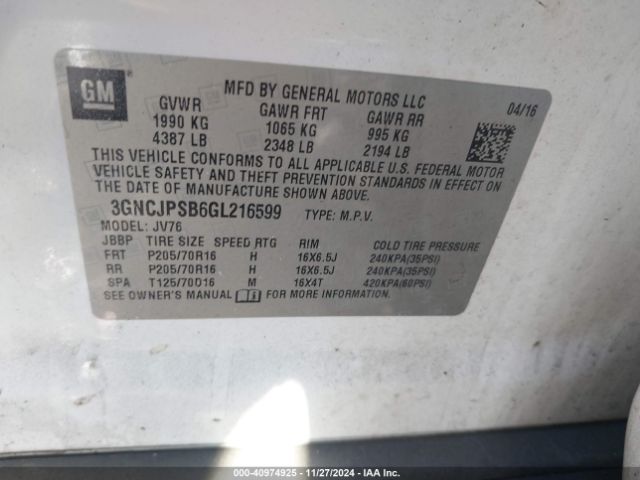 GM
MFD BY GENERAL MOTORS LLC
04/16
GVWR GAWR FRT GAWR RR
1990 KG 1065 KG 995 KG
4387 LB 2348 LB 2194 LB
THIS VEHICLE CONFORMS TO ALL APPLICABLE U.S. FEDERAL MOTOR
VEHICLE SAFETY AND THEFT PREVENTION STANDARDS IN EFFECT ON
THE DATE OF MANUFACTURE SHOWN ABOVE.
3GNCJPSB6GL216599 TYPE: M.P.V.
MODEL: JV76
JBBP TIRE SIZE SPEED RTG RIM COLD TIRE PRESSURE
FRT P205/70R16 H 16X6.5J 240KPA(35PSI)
RR P205/70R16 H 16X6.5J 240KPA(35PSI)
SPA T125/70D16 M 16X4T 420KPA(60PSI)
SEE OWNER'S MANUAL FOR MORE INFORMATION.
000-40974925 - 11/27/2024 - IAA Inc.